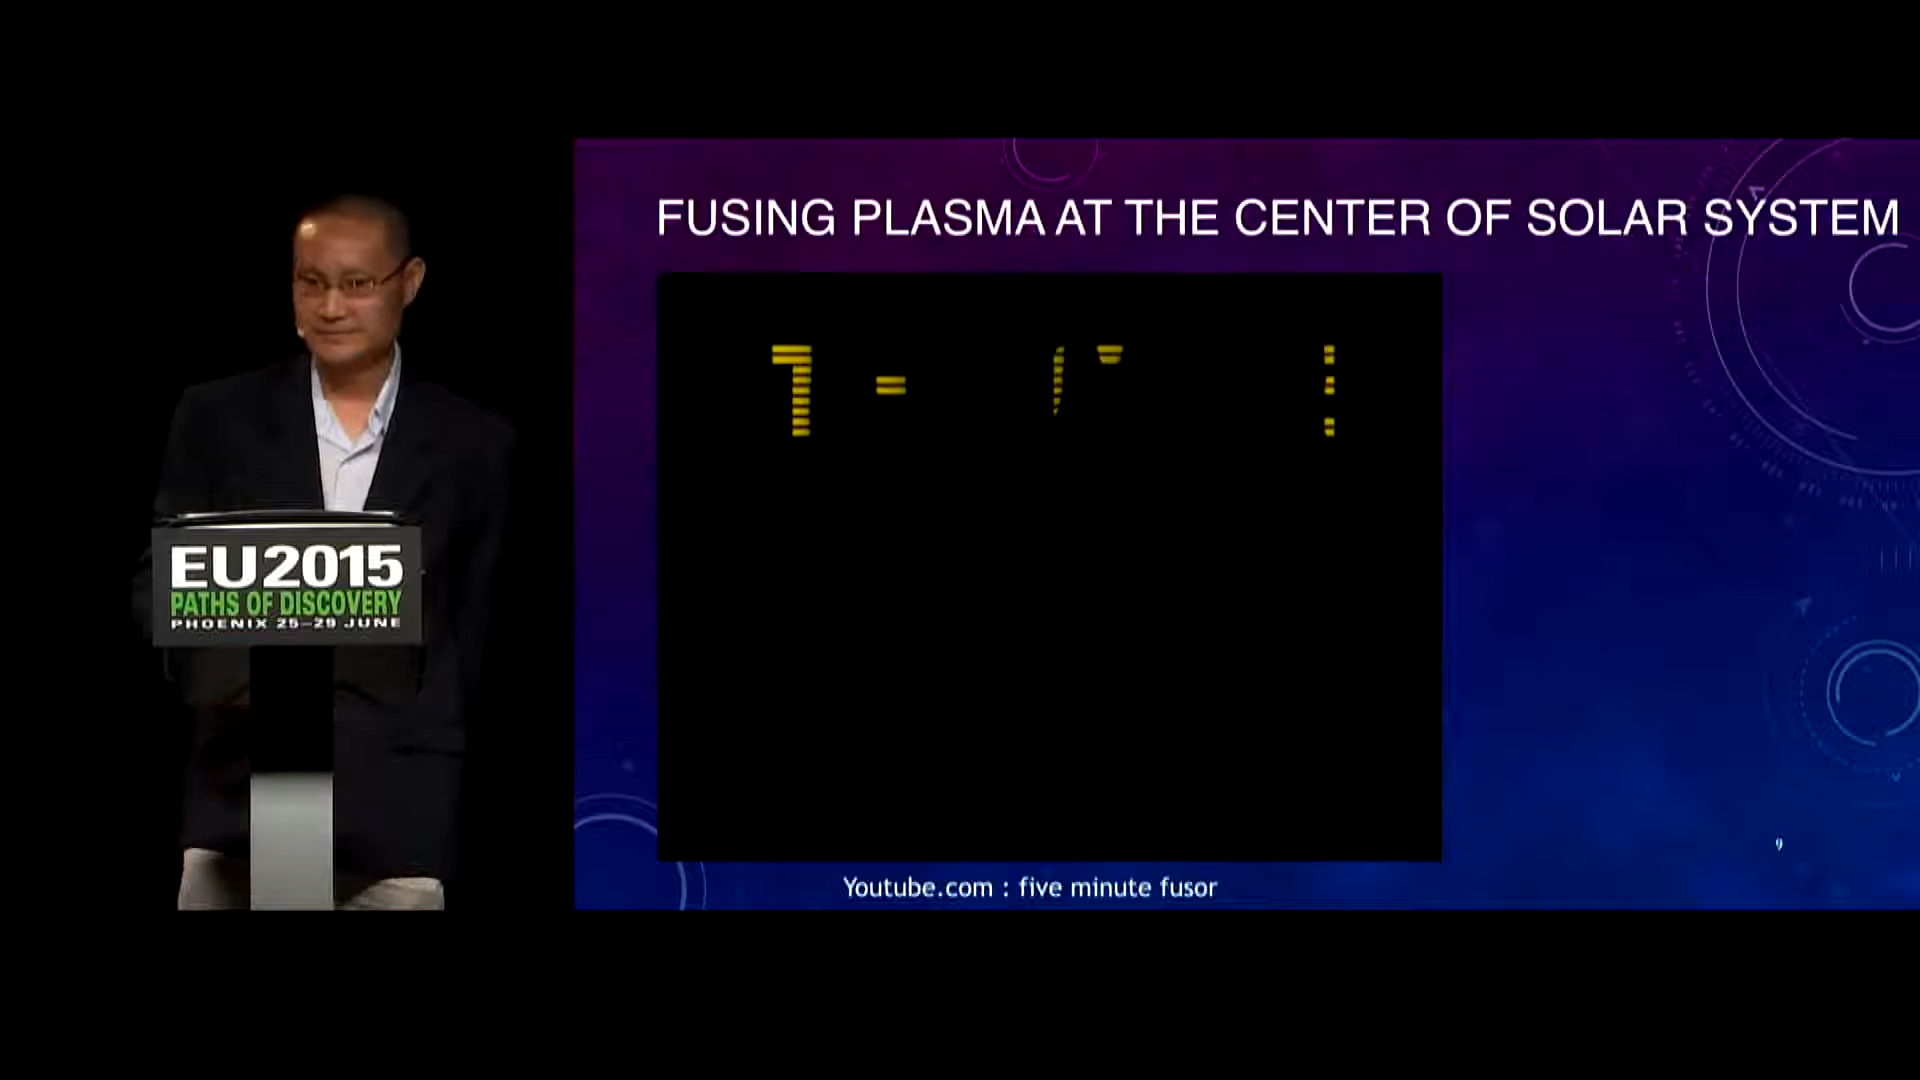 FUSING PLASMA AT THE CENTER OF SOLAR SYSTEM
EU2015
PATHS OF DISCOVERY
PHOENIX 25–29 JUNE
9
Youtube.com : five minute fusor